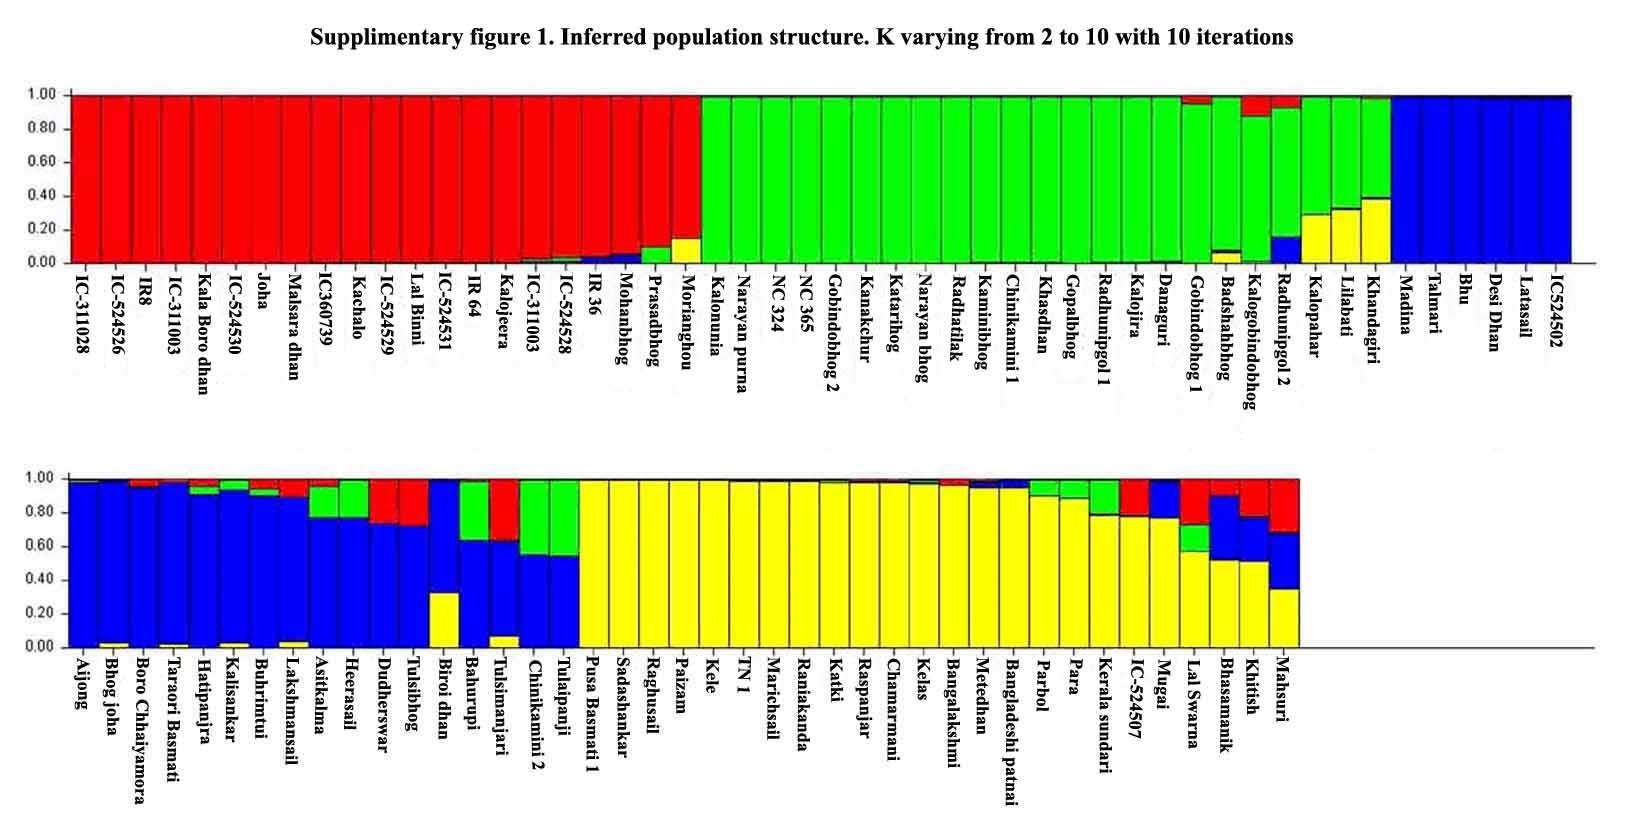 Supplimentary figure 1. Inferred population structure. K varying from 2 to 10 with 10 iterations
1.00
0.80
0.60
0.40
0.20
0.00
IC-311028
IC-524526
IR8
IC-311003
Kala Boro dhan
IC-524530
Joha
Malsara dhan
IC360739
Kachalo
IC-524529
Lal Binni
IC-524531
IR 64
Kalojeera
IC-311003
IC-524528
IR 36
Mohanbhog
Prasadbhog
Morianghou
Kalonunia
Narayan purna
NC 324
NC 365
Gobindobhog 2
Kanakchur
Katarihog
Narayan bhog
Radhatilak
Kaminibhog
Chinikamini 1
Khasdhan
Gopalbhog
Radhunipgol 1
Kalojira
Danaguri
Gobindobhog 1
Badshahbhog
Kalogobindobhog
Radhunipgol 2
Kalopahar
Lilabati
Khandagiri
Madina
Talmari
Bhu
Desi Dhan
Latasail
IC524502
1.00
0.80
0.60
0.40
0.20
0.00
Aijong
Bhog joha
Boro Chhaiyamora
Taraori Basmati
Hatipanjra
Kalisankar
Buhrimtui
Lakshmansail
Asitkalma
Heerasail
Dudherswar
Tulsibhog
Biroi dhan
Bahurupi
Tulsimanjari
Chinikamini 2
Tulaipanji
Pusa Basmati 1
Sadashankar
Raghusail
Paizam
Kele
TN 1
Marichsail
Raniakanda
Katki
Raspanjar
Chamarmani
Kelas
Bangalakshmi
Metedhan
Bangladeshi patnai
Parbol
Para
Kerala sundari
IC-524507
Mugai
Lal Swarna
Bhasamanik
Khitish
Mahsuri